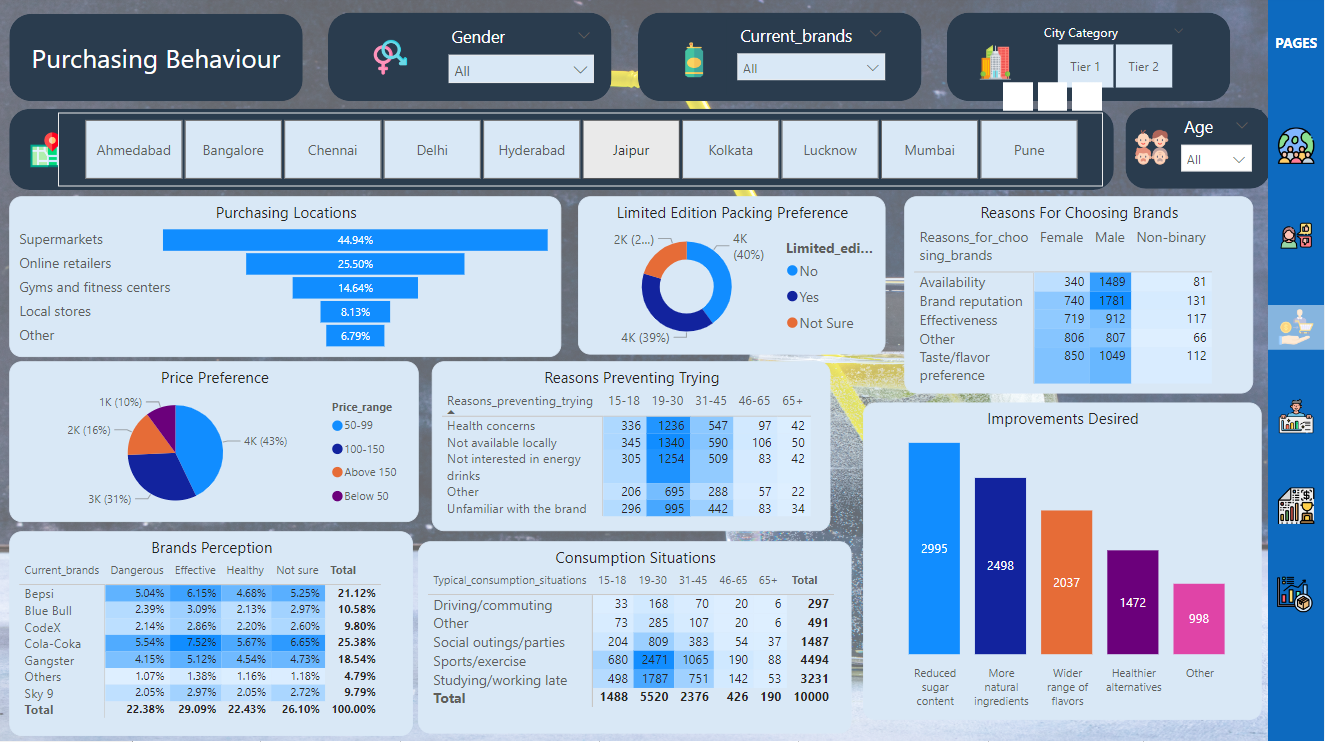 Purchasing Behaviour
Gender
All
Current_brands
All
City Category
Tier 1
Tier 2
PAGES
Ahmedabad
Bangalore
Chennai
Delhi
Hyderabad
Jaipur
Kolkata
Lucknow
Mumbai
Pune
Age
All
Purchasing Locations
Supermarkets 44.94%
Online retailers 25.50%
Gyms and fitness centers 14.64%
Local stores 8.13%
Other 6.79%
Limited Edition Packing Preference
2K (2...)
4K
(40%)
4K (39%)
Limited_edi...
No
Yes
Not Sure
Reasons For Choosing Brands
Reasons_for_choo Female Male Non-binary
sing_brands
Availability 340 1489 81
Brand reputation 740 1781 131
Effectiveness 719 912 117
Other 806 807 66
Taste/flavor 850 1049 112
preference
Price Preference
1K (10%)
2K (16%)
4K (43%)
3K (31%)
Price_range
50-99
100-150
Above 150
Below 50
Reasons Preventing Trying
Reasons_preventing_trying 15-18 19-30 31-45 46-65 65+
Health concerns 336 1236 547 97 42
Not available locally 345 1340 590 106 50
Not interested in energy 305 1254 509 83 42
drinks
Other 206 695 288 57 22
Unfamiliar with the brand 296 995 442 83 34
Improvements Desired
2995
2498
2037
1472
998
Reduced
sugar
content
More
natural
ingredients
Wider
range of
flavors
Healthier
alternatives
Other
Brands Perception
Current_brands Dangerous Effective Healthy Not sure Total
Bepsi 5.04% 6.15% 4.68% 5.25% 21.12%
Blue Bull 2.39% 3.09% 2.13% 2.97% 10.58%
CodeX 2.14% 2.86% 2.20% 2.60% 9.80%
Cola-Coka 5.54% 7.52% 5.67% 6.65% 25.38%
Gangster 4.15% 5.12% 4.54% 4.73% 18.54%
Others 1.07% 1.38% 1.16% 1.18% 4.79%
Sky 9 2.05% 2.97% 2.05% 2.72% 9.79%
Total 22.38% 29.09% 22.43% 26.10% 100.00%
Consumption Situations
Typical_consumption_situations 15-18 19-30 31-45 46-65 65+ Total
Driving/commuting 33 168 70 20 6 297
Other 73 285 107 20 6 491
Social outings/parties 204 809 383 54 37 1487
Sports/exercise 680 2471 1065 190 88 4494
Studying/working late 498 1787 751 142 53 3231
Total 1488 5520 2376 426 190 10000